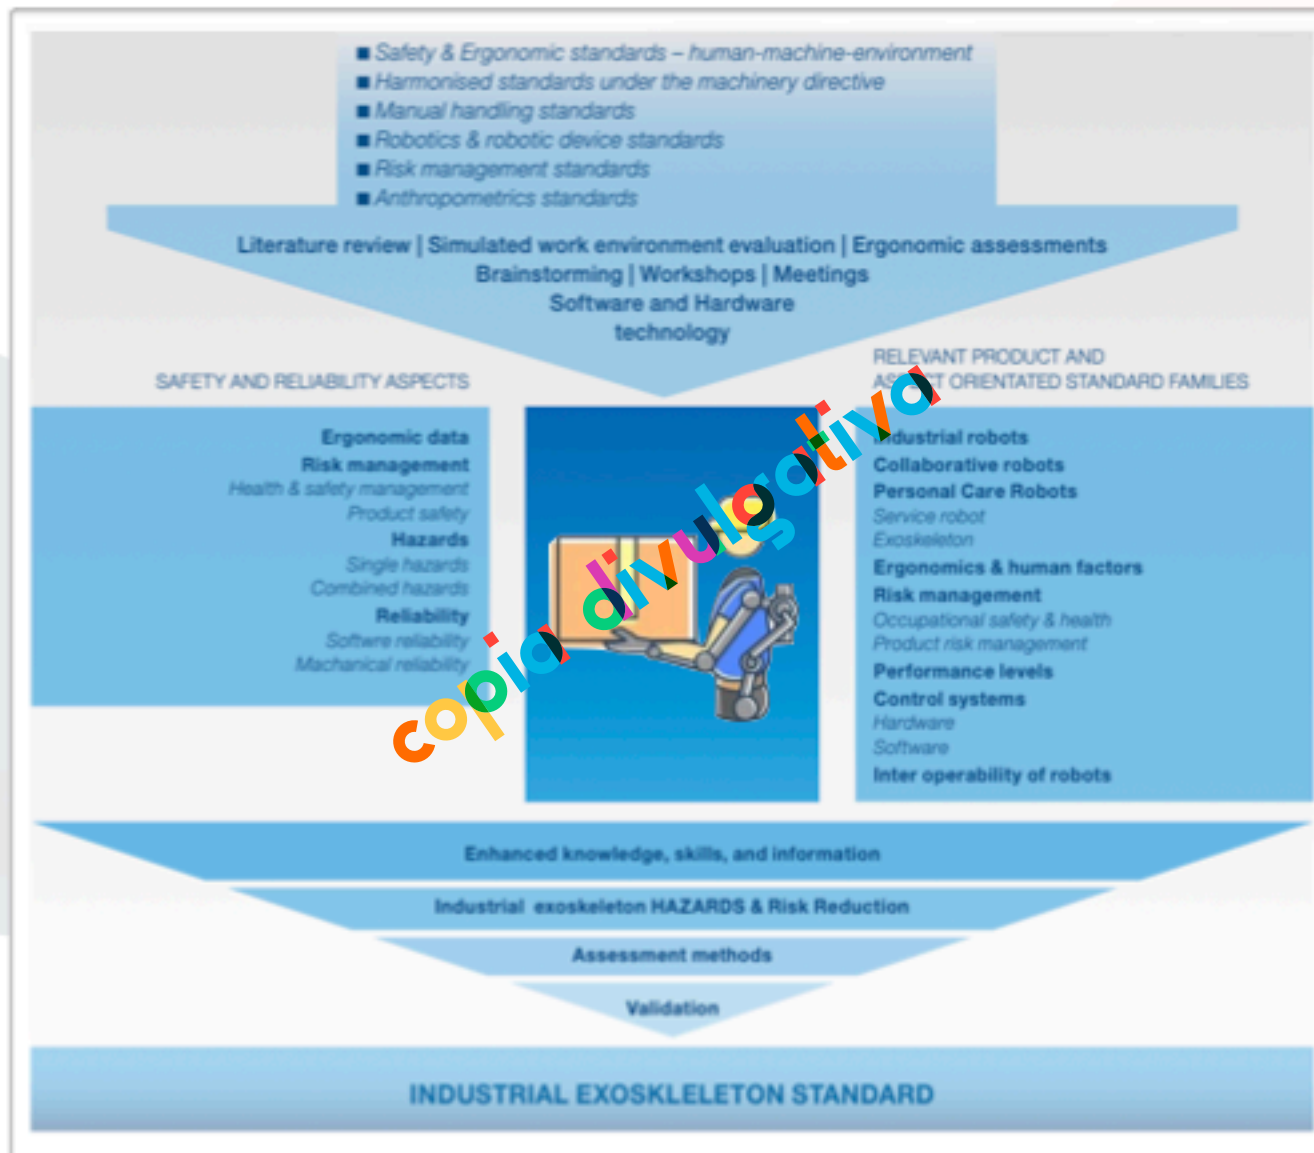 ■ Safety & Ergonomic standards – human-machine-environment
■ Harmonised standards under the machinery directive
■ Manual handling standards
■ Robotics & robotic device standards
■ Risk management standards
■ Anthropometrics standards
Literature review | Simulated work environment evaluation | Ergonomic assessments
Brainstorming | Workshops | Meetings
Software and Hardware
technology
SAFETY AND RELIABILITY ASPECTS
Ergonomic data
Risk management
Health & safety management
Product safety
Hazards
Single hazards
Combined hazards
Reliability
Softwre reliability
Machanical reliability
RELEVANT PRODUCT AND
ASPECT ORIENTATED STANDARD FAMILIES
Industrial robots
Collaborative robots
Personal Care Robots
Service robot
Exoskeleton
Ergonomics & human factors
Risk management
Occupational safety & health
Product risk management
Performance levels
Control systems
Hardware
Software
Inter operability of robots
copia divulgativa
Enhanced knowledge, skills, and information
Industrial exoskeleton HAZARDS & Risk Reduction
Assessment methods
Validation
INDUSTRIAL EXOSKLELETON STANDARD